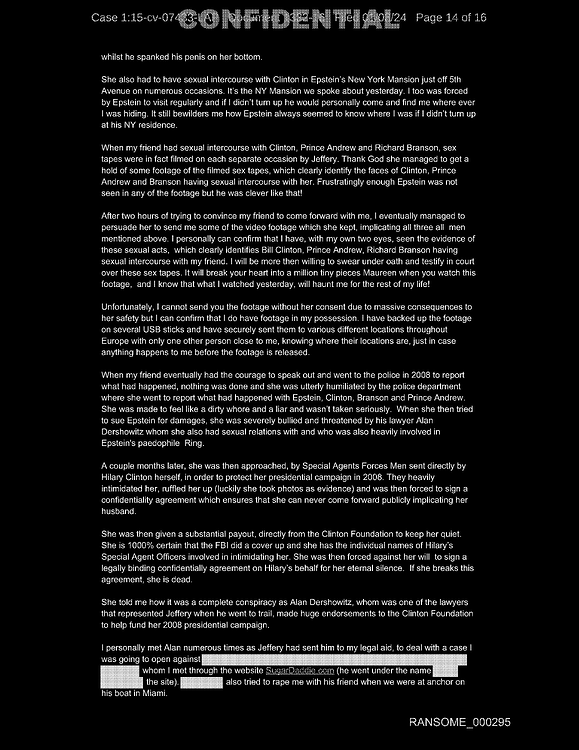 Case 1:15-cv-07433-LAP Document 1332-16 Filed 01/08/24 Page 14 of 16
CONFIDENTIAL
whilst he spanked his penis on her bottom.
She also had to have sexual intercourse with Clinton in Epstein's New York Mansion just off 5th
Avenue on numerous occasions. It's the NY Mansion we spoke about yesterday. I too was forced
by Epstein to visit regularly and if I didn't turn up he would personally come and find me where ever
I was hiding. It still bewilders me how Epstein always seemed to know where I was if I didn't turn up
at his NY residence.
When my friend had sexual intercourse with Clinton, Prince Andrew and Richard Branson, sex
tapes were in fact filmed on each separate occasion by Jeffery. Thank God she managed to get a
hold of some footage of the filmed sex tapes, which clearly identify the faces of Clinton, Prince
Andrew and Branson having sexual intercourse with her. Frustratingly enough Epstein was not
seen in any of the footage but he was clever like that!
After two hours of trying to convince my friend to come forward with me, I eventually managed to
persuade her to send me some of the video footage which she kept, implicating all three all  men
mentioned above. I personally can confirm that I have, with my own two eyes, seen the evidence of
these sexual acts,  which clearly identifies Bill Clinton, Prince Andrew, Richard Branson having
sexual intercourse with my friend. I will be more then willing to swear under oath and testify in court
over these sex tapes. It will break your heart into a million tiny pieces Maureen when you watch this
footage,  and I know that what I watched yesterday, will haunt me for the rest of my life!
Unfortunately, I cannot send you the footage without her consent due to massive consequences to
her safety but I can confirm that I do have footage in my possession. I have backed up the footage
on several USB sticks and have securely sent them to various different locations throughout
Europe with only one other person close to me, knowing where their locations are, just in case
anything happens to me before the footage is released.
When my friend eventually had the courage to speak out and went to the police in 2008 to report
what had happened, nothing was done and she was utterly humiliated by the police department
where she went to report what had happened with Epstein, Clinton, Branson and Prince Andrew.
She was made to feel like a dirty whore and a liar and wasn't taken seriously.  When she then tried
to sue Epstein for damages, she was severely bullied and threatened by his lawyer Alan
Dershowitz whom she also had sexual relations with and who was also heavily involved in
Epstein's paedophile  Ring.
A couple months later, she was then approached, by Special Agents Forces Men sent directly by
Hilary Clinton herself, in order to protect her presidential campaign in 2008. They heavily
intimidated her, ruffled her up (luckily she took photos as evidence) and was then forced to sign a
confidentiality agreement which ensures that she can never come forward publicly implicating her
husband.
She was then given a substantial payout, directly from the Clinton Foundation to keep her quiet.
She is 1000% certain that the FBI did a cover up and she has the individual names of Hilary's
Special Agent Officers involved in intimidating her. She was then forced against her will  to sign a
legally binding confidentially agreement on Hilary's behalf for her eternal silence.  If she breaks this
agreement, she is dead.
She told me how it was a complete conspiracy as Alan Dershowitz, whom was one of the lawyers
that represented Jeffery when he went to trail, made huge endorsements to the Clinton Foundation
to help fund her 2008 presidential campaign.
I personally met Alan numerous times as Jeffery had sent him to my legal aid, to deal with a case I
was going to open against
whom I met through the website SugarDaddie.com (he went under the name
the site). also tried to rape me with his friend when we were at anchor on
his boat in Miami.
RANSOME_000295